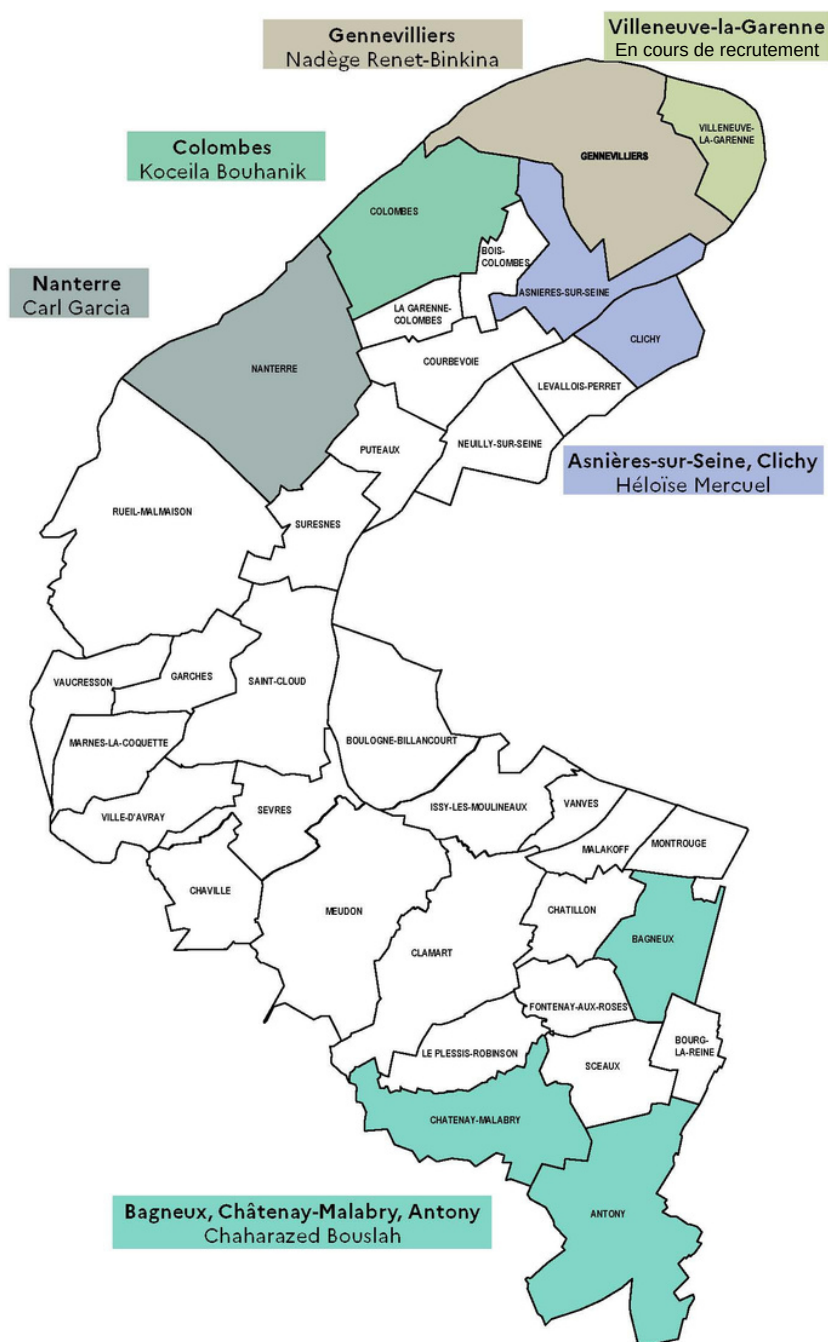 Gennevilliers
Nadège Renet-Binkina
Villeneuve-la-Garenne
En cours de recrutement
Colombes
Koceila Bouhanik
Nanterre
Carl Garcia
VILLENEUVE-
LA-GARENNE
GENNEVILLIERS
COLOMBES
BOIS-
COLOMBES
ASNIERES-SUR-SEINE
LA GARENNE-
COLOMBES
CLICHY
COURBEVOIE
NANTERRE
LEVALLOIS-PERRET
NEUILLY-SUR-SEINE
PUTEAUX
Asnières-sur-Seine, Clichy
Héloïse Mercuel
RUEIL-MALMAISON
SURESNES
VAUCRESSON
GARCHES
SAINT-CLOUD
MARNES-LA-COQUETTE
BOULOGNE-BILLANCOURT
VILLE-D'AVRAY
SEVRES
ISSY-LES-MOULINEAUX
VANVES
MALAKOFF
MONTROUGE
CHAVILLE
MEUDON
CHATILLON
BAGNEUX
CLAMART
FONTENAY-AUX-ROSES
BOURG-
LA-REINE
LE PLESSIS-ROBINSON
SCEAUX
CHATENAY-MALABRY
Bagneux, Châtenay-Malabry, Antony
Chaharazed Bouslah
ANTONY